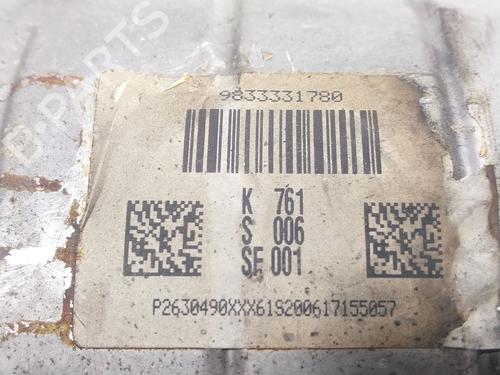 B-PARTS
9833331780
K 761
S 006
SF 001
P2630490XXX61S200617155057